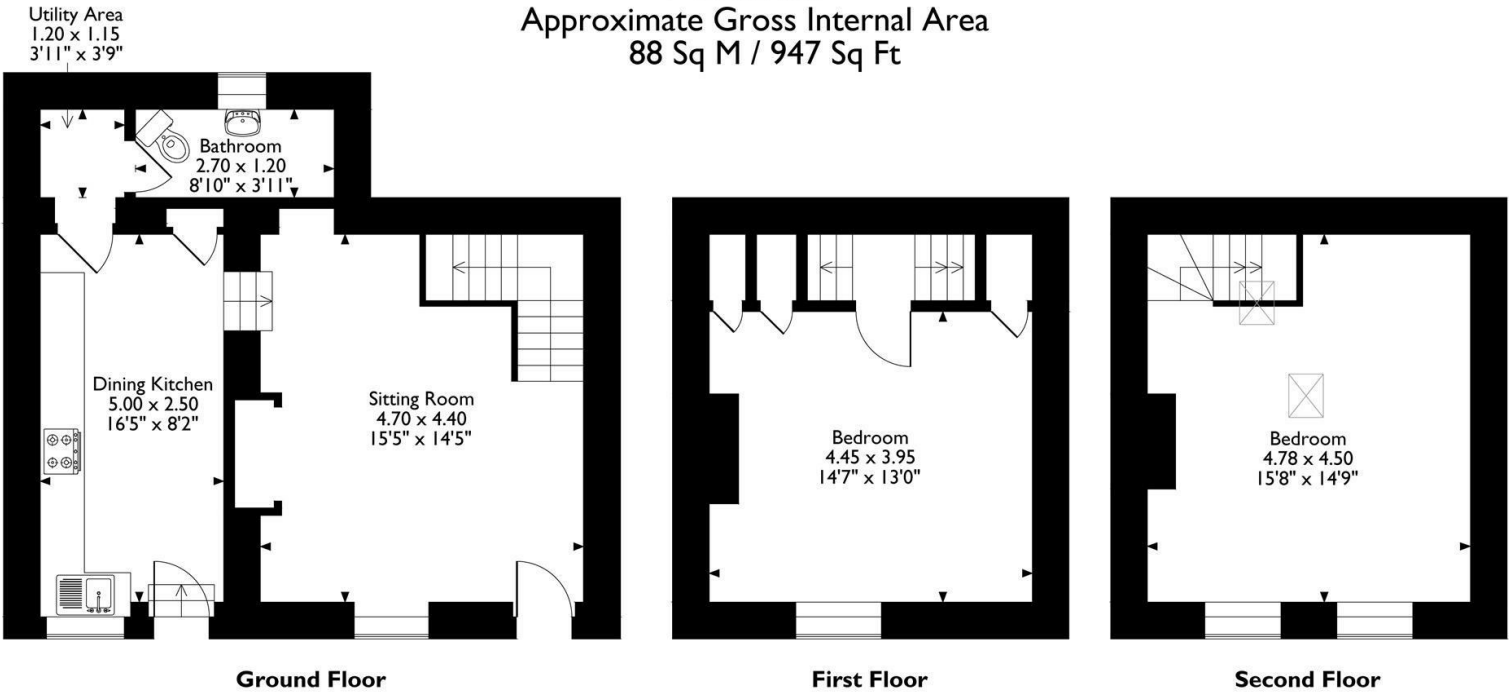 Approximate Gross Internal Area
88 Sq M / 947 Sq Ft
Utility Area
1.20 x 1.15
3'11" x 3'9"
Bathroom
2.70 x 1.20
8'10" x 3'11"
Dining Kitchen
5.00 x 2.50
16'5" x 8'2"
Sitting Room
4.70 x 4.40
15'5" x 14'5"
Bedroom
4.45 x 3.95
14'7" x 13'0"
Bedroom
4.78 x 4.50
15'8" x 14'9"
Ground Floor
First Floor
Second Floor